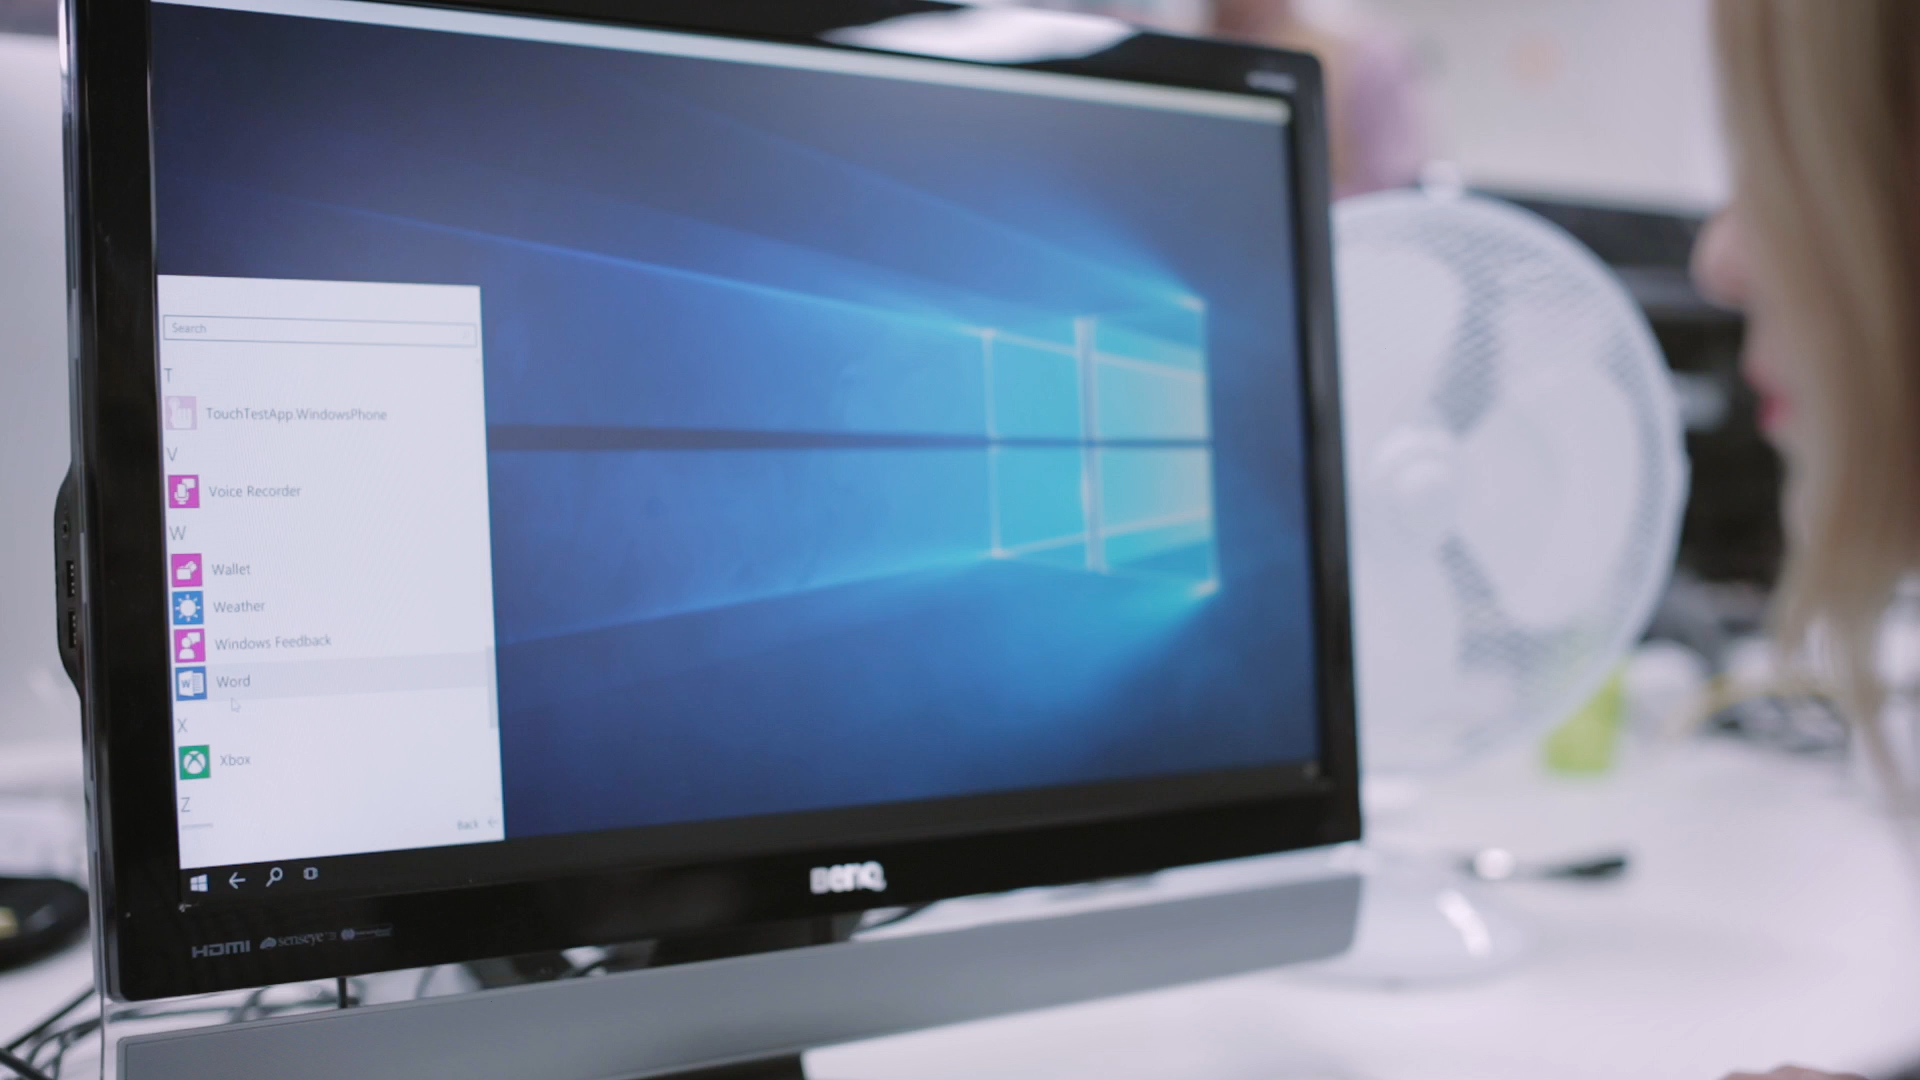 Search
T
TouchTestApp.WindowsPhone
V
Voice Recorder
W
Wallet
Weather
Windows Feedback
W Word
X
Xbox
Z
Back
BenQ
HDMI senseye